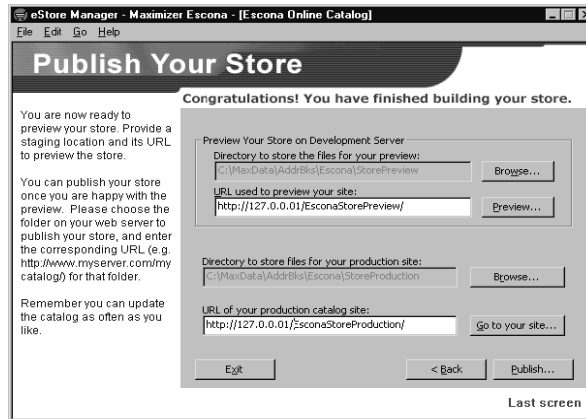 eStore Manager - Maximizer Escona - [Escona Online Catalog]
File Edit Go Help
Publish Your Store
Congratulations! You have finished building your store.
You are now ready to
preview your store. Provide a
staging location and its URL
to preview the store.
You can publish your store
once you are happy with the
preview. Please choose the
folder on your web server to
publish your store, and enter
the corresponding URL (e.g.
http://www.myserver.com/my
catalog/) for that folder.
Remember you can update
the catalog as often as you
like.
Preview Your Store on Development Server
Directory to store the files for your preview:
C:\MaxData\AddrBks\Escona\StorePreview
Browse...
URL used to preview your site:
http://127.0.0.01/EsconaStorePreview/
Preview...
Directory to store files for your production site:
C:\MaxData\AddrBks\Escona\StoreProduction
Browse...
URL of your production catalog site:
http://127.0.0.01/EsconaStoreProduction/
Go to your site...
Exit
< Back
Publish...
Last screen